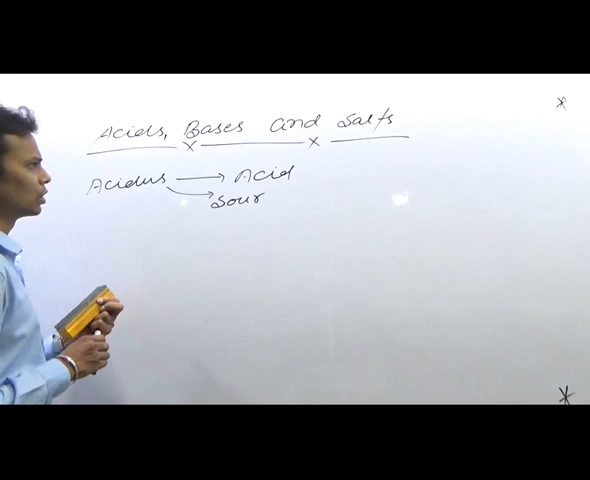 Acids, Bases and Salts
Acidus → Acid
→ Sour